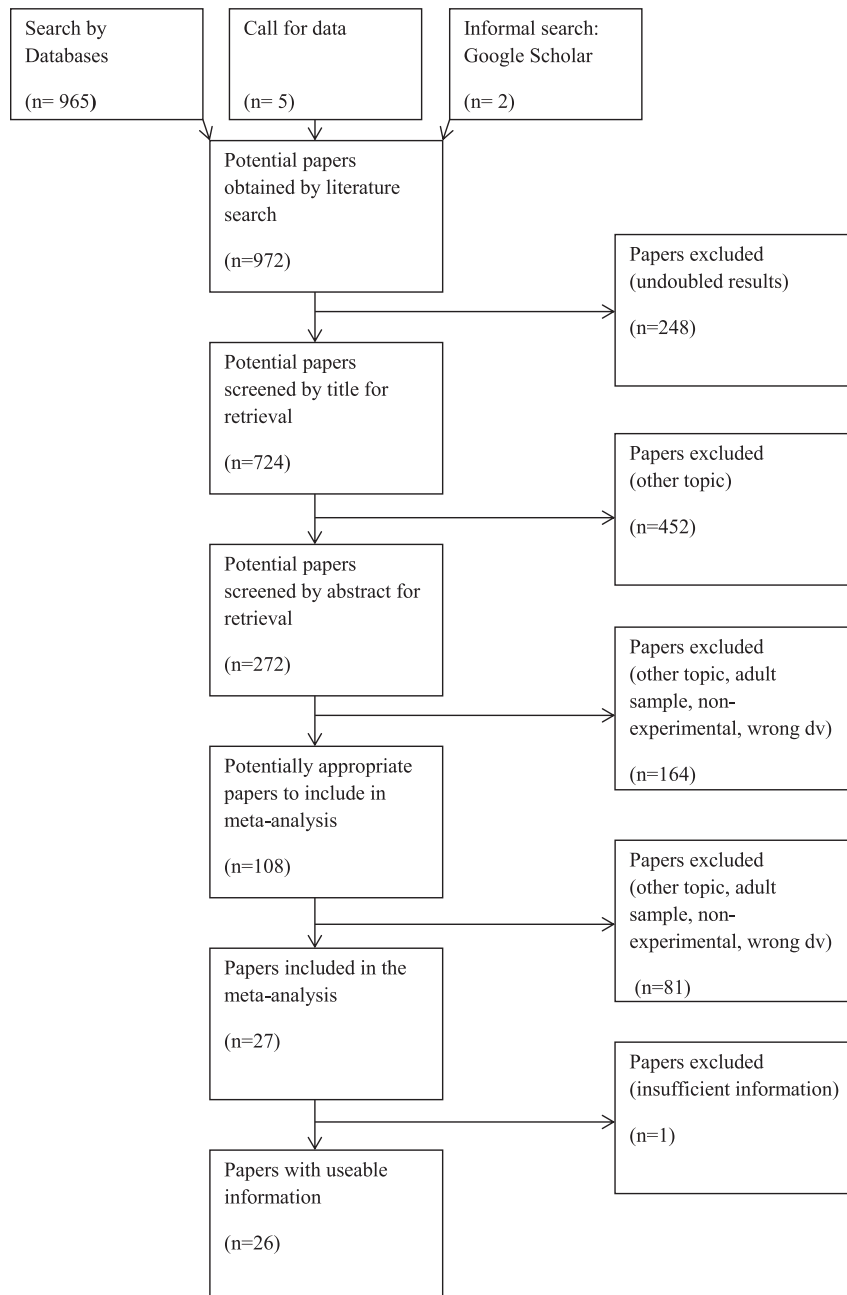 Search by
Databases
(n= 965)
Call for data
(n= 5)
Informal search:
Google Scholar
(n= 2)
Potential papers
obtained by literature
search
(n=972)
Papers excluded
(undoubled results)
(n=248)
Potential papers
screened by title for
retrieval
(n=724)
Papers excluded
(other topic)
(n=452)
Potential papers
screened by abstract for
retrieval
(n=272)
Papers excluded
(other topic, adult
sample, non-
experimental, wrong dv)
(n=164)
Potentially appropriate
papers to include in
meta-analysis
(n=108)
Papers excluded
(other topic, adult
sample, non-
experimental, wrong dv)
(n=81)
Papers included in the
meta-analysis
(n=27)
Papers excluded
(insufficient information)
(n=1)
Papers with useable
information
(n=26)